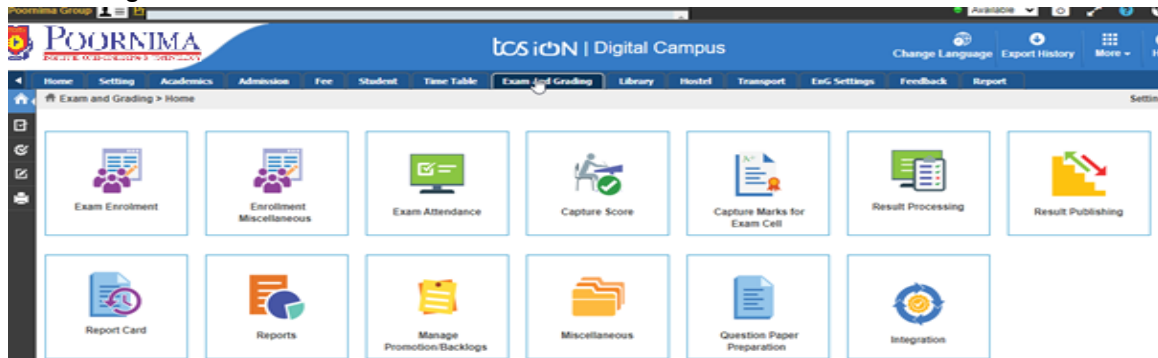 Poornima Group
Available
POORNIMA
tcs iON | Digital Campus
Change Language Export History More
Home Setting Academics Admission Fee Student Time Table Exam and Grading Library Hostel Transport EnG Settings Feedback Report
Exam and Grading > Home
Exam Enrolment
Enrollment
Miscellaneous
Exam Attendance
Capture Score
Capture Marks for
Exam Cell
Result Processing
Result Publishing
Report Card
Reports
Manage
Promotion/Backlogs
Miscellaneous
Question Paper
Preparation
Integration